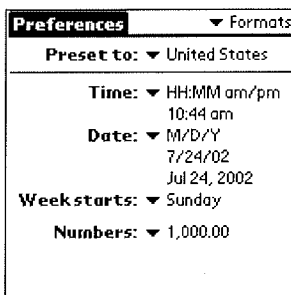 Preferences ▼ Formats
Preset to: ▼ United States
Time: ▼ HH:MM am/pm
10:44 am
Date: ▼ M/D/Y
7/24/02
Jul 24, 2002
Week starts: ▼ Sunday
Numbers: ▼ 1,000.00